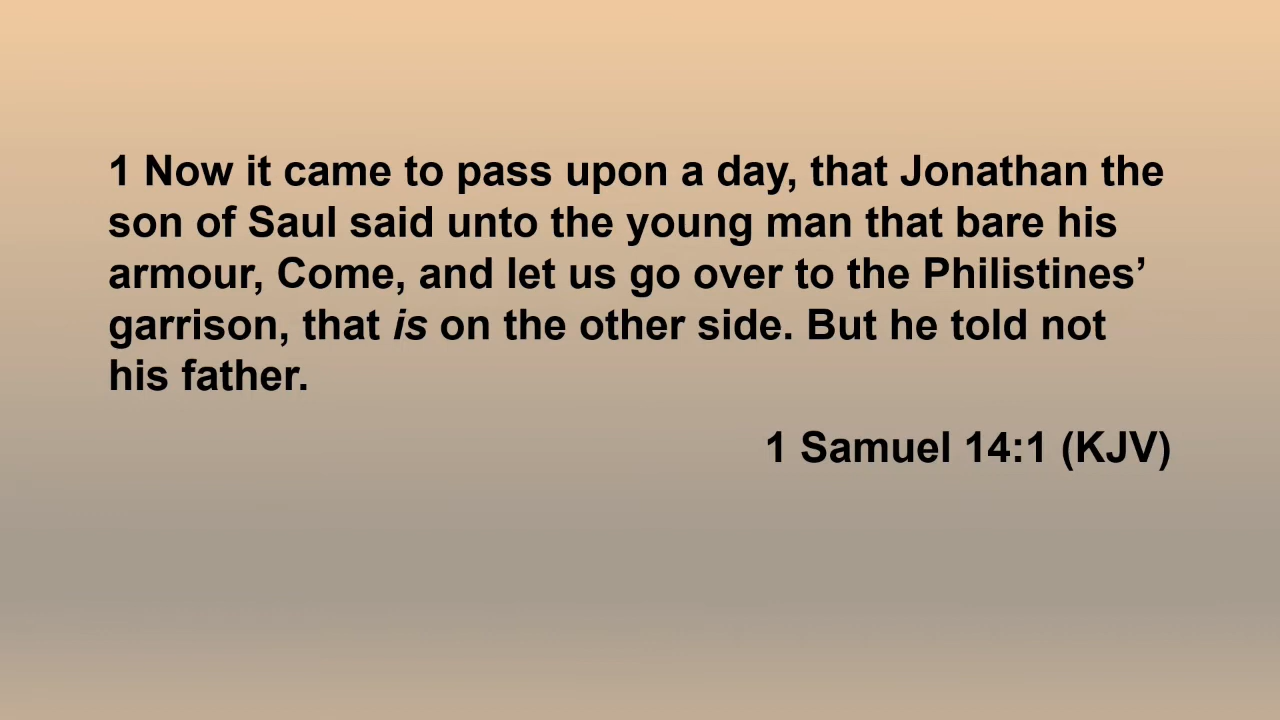 1 Now it came to pass upon a day, that Jonathan the
son of Saul said unto the young man that bare his
armour, Come, and let us go over to the Philistines’
garrison, that is on the other side. But he told not
his father.
1 Samuel 14:1 (KJV)